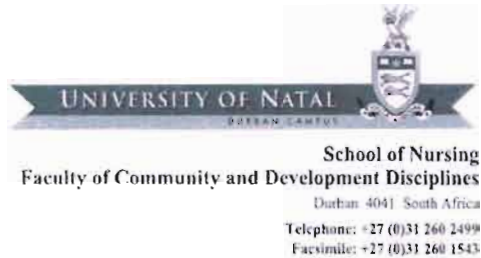 UNIVERSITY OF NATAL
DURBAN CAMPUS
School of Nursing
Faculty of Community and Development Disciplines
Durban 4041 South Africa
Telephone: +27 (0)31 260 2499
Facsimile: +27 (0)31 260 1543